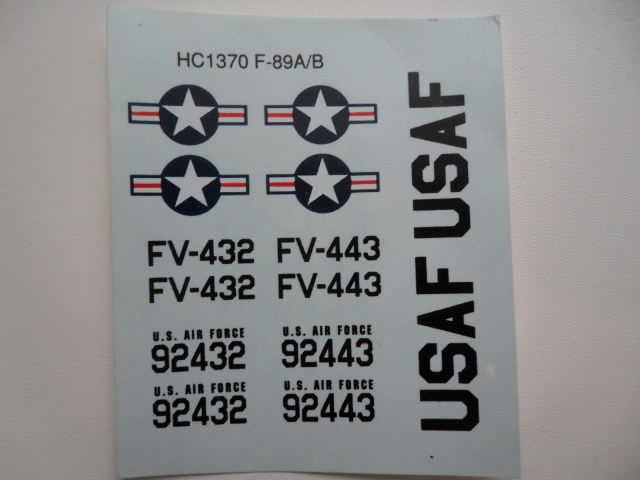 HC1370 F-89A/B
FV-432 FV-443
FV-432 FV-443
U.S. AIR FORCE U.S. AIR FORCE
92432 92443
U.S. AIR FORCE U.S. AIR FORCE
92432 92443
USAF USAF